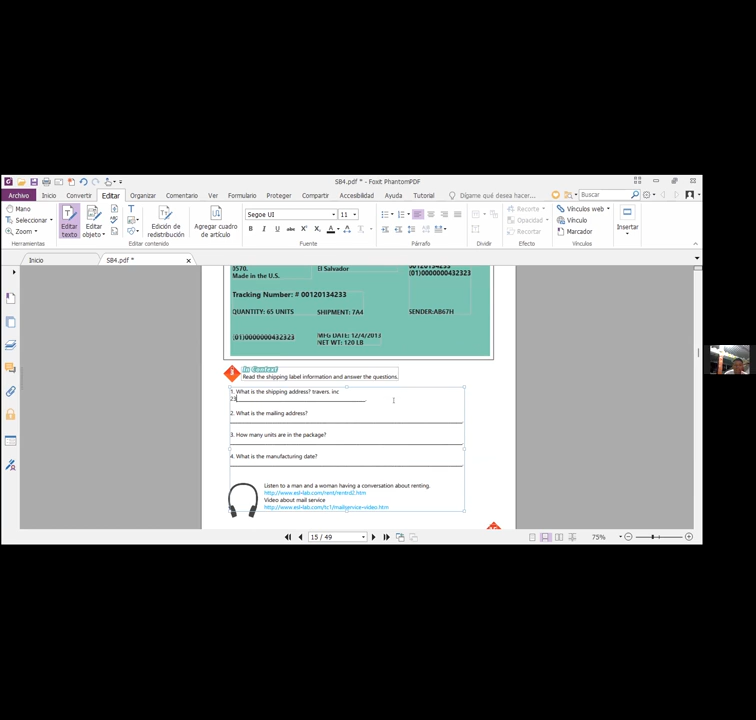 SB4.pdf * - Foxit PhantomPDF
Archivo Inicio Convertir Editar Organizar Comentario Ver Formulario Proteger Compartir Ayuda Tutorial Dígame qué desea hacer... Buscar
Mano
Seleccionar
Zoom
Herramientas
Editar texto
Editar objeto
Editar contenido
Edición de redistribución
Agregar cuadro de artículo
Segoe UI 11
B I U abc X² X₂ A A
Fuente
Párrafo
Dividir
Recorte
Opacidad
Recortar
Efecto
Vínculos web
Vínculo
Marcador
Vínculos
Insertar
Inicio SB4.pdf *
0570. El Salvador
Made in the U.S. (01)0000000432323
Tracking Number: # 00120134233
QUANTITY: 65 UNITS SHIPMENT: 7A4 SENDER:AB67H
(01)0000000432323 MFG DATE: 12/4/2013
NET WT: 120 LB
In Context
Read the shipping label information and answer the questions.
1. What is the shipping address? travers. inc
23
2. What is the mailing address?
3. How many units are in the package?
4. What is the manufacturing date?
Listen to a man and a woman having a conversation about renting.
http://www.esl-lab.com/rent/rentrd2.htm
Video about mail service
http://www.esl-lab.com/tc1/mailservice-video.htm
15 / 49
75%